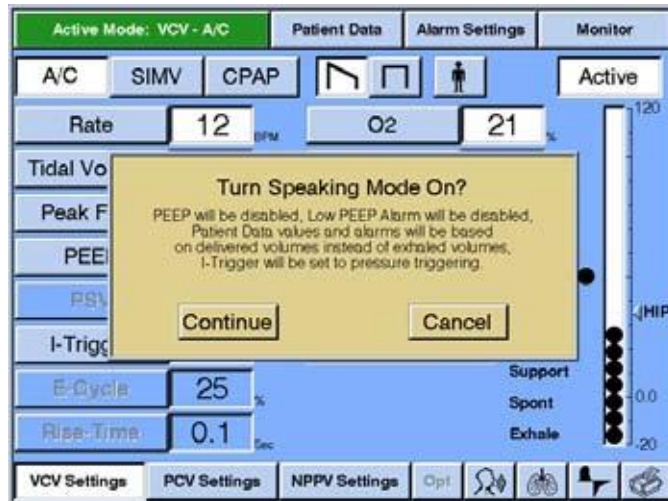 Active Mode: VCV - A/C
Patient Data
Alarm Settings
Monitor
A/C
SIMV
CPAP
Active
Rate
12 BPM
O2
21 %
120
Tidal Vo
Peak F
PEE
PSV
I-Trigg
Turn Speaking Mode On?
PEEP will be disabled, Low PEEP Alarm will be disabled,
Patient Data values and alarms will be based
on delivered volumes instead of exhaled volumes,
I-Trigger will be set to pressure triggering.
Continue
Cancel
HIP
Support
E-Cycle
25 %
Spont
0.0
Rise-Time
0.1 Sec
Exhale
-20
VCV Settings
PCV Settings
NPPV Settings
Opt